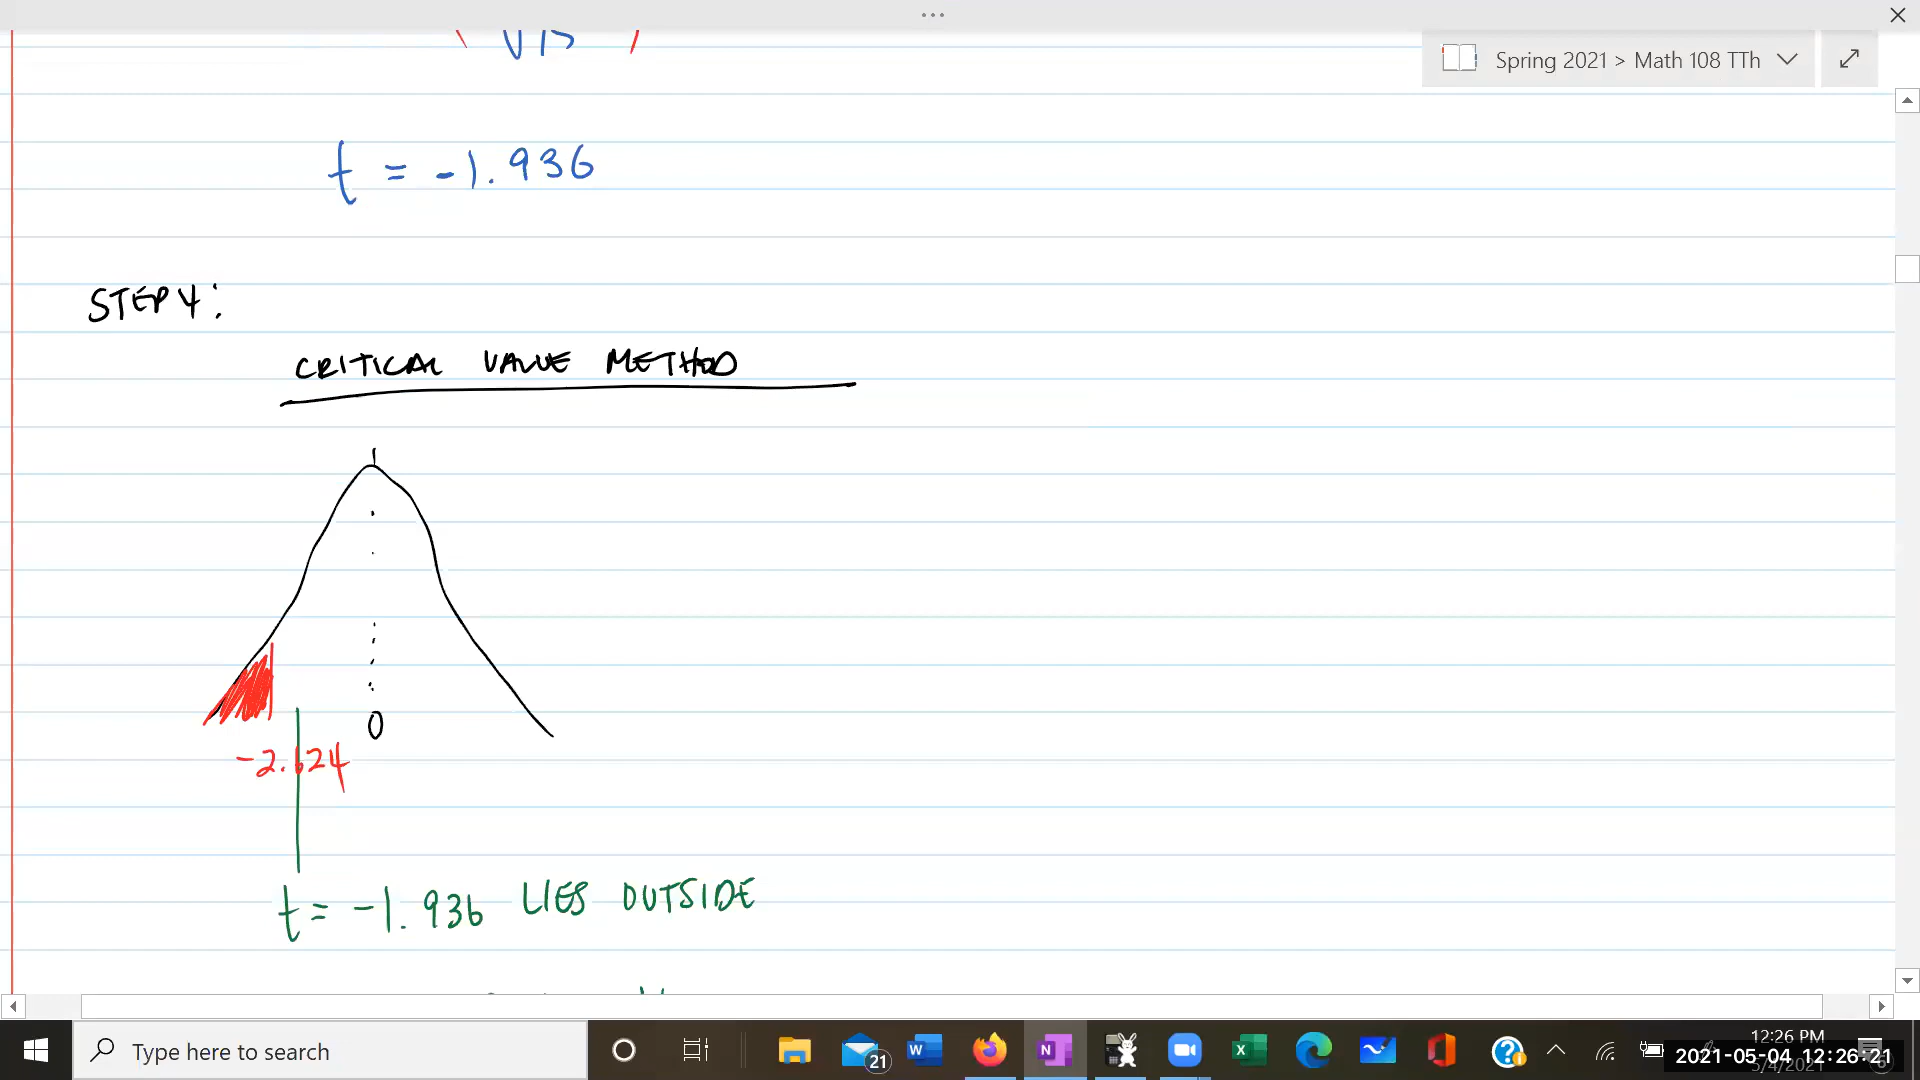 Spring 2021 > Math 108 TTh
√15
t = -1.936
STEP 4:
CRITICAL VALUE METHOD
0
-2.624
t = -1.936 LIES OUTSIDE
Type here to search
21
12:26 PM
2021-05-04 12:26:21